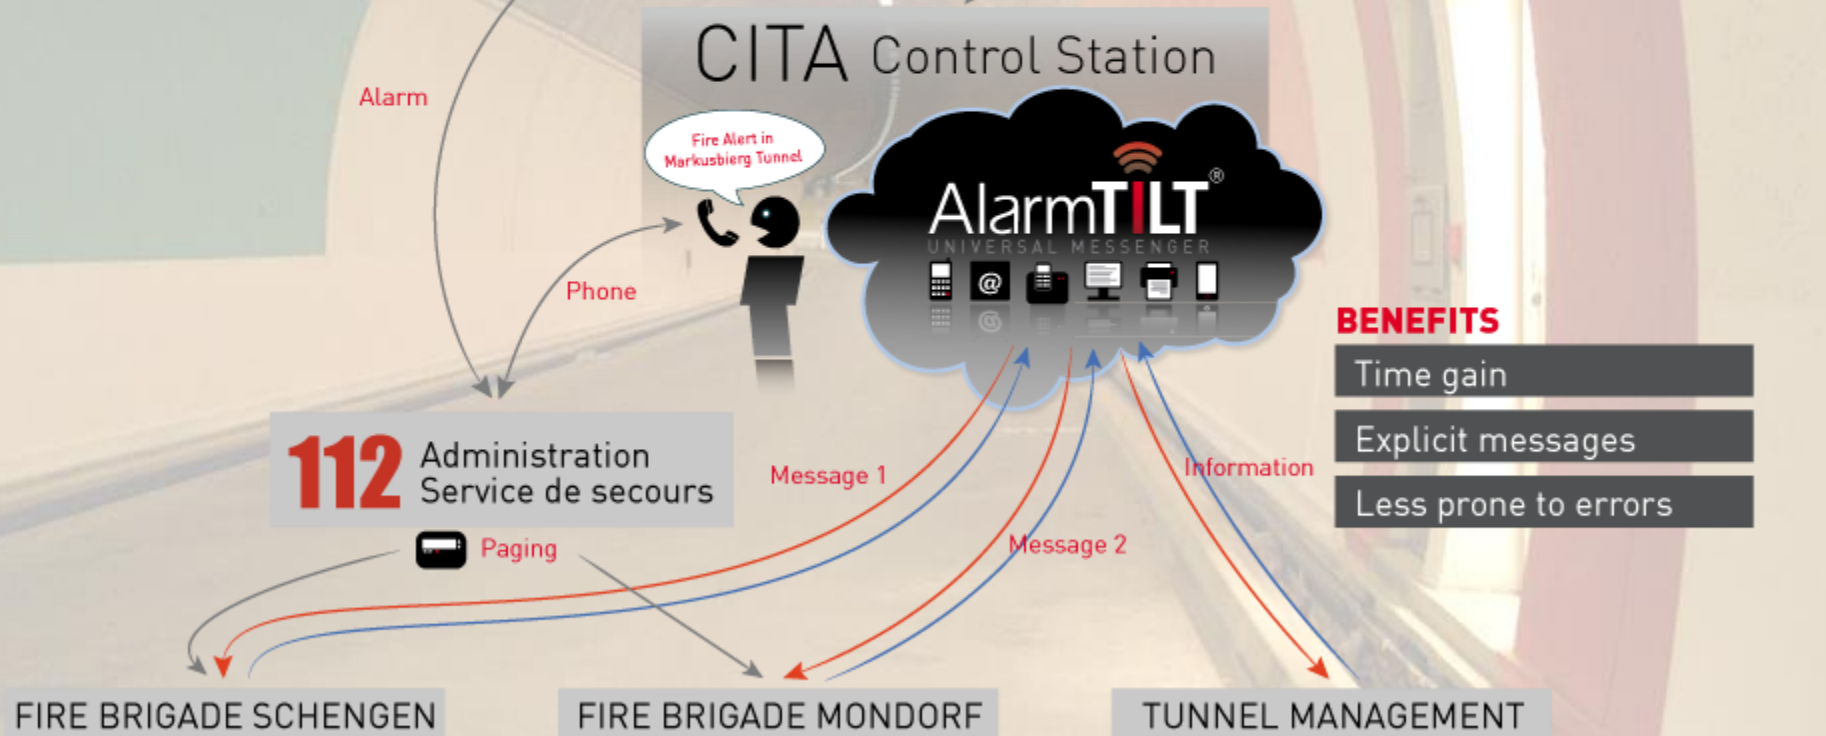 CITA Control Station
Alarm
Fire Alert in
Markusbierg Tunnel
AlarmTILT®
UNIVERSAL MESSENGER
@
Phone
BENEFITS
Time gain
Explicit messages
Less prone to errors
112 Administration
Service de secours
Message 1
Information
Paging
Message 2
FIRE BRIGADE SCHENGEN
FIRE BRIGADE MONDORF
TUNNEL MANAGEMENT